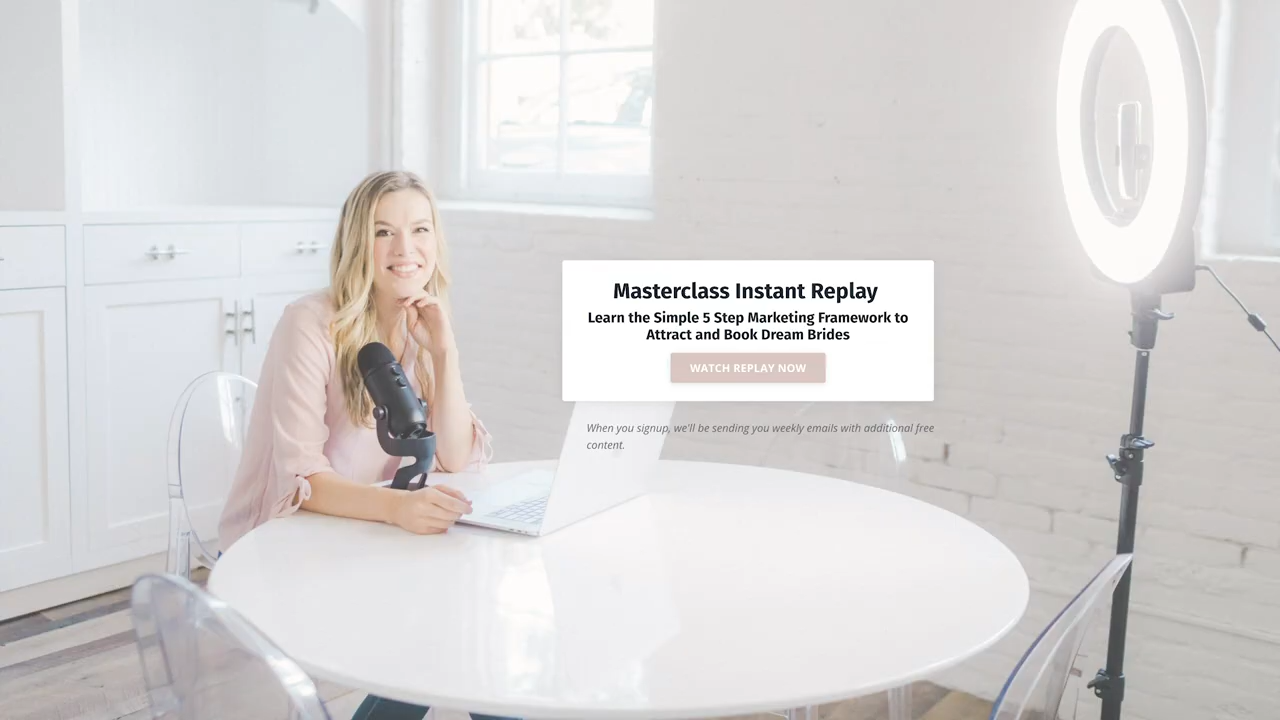 Masterclass Instant Replay
Learn the Simple 5 Step Marketing Framework to
Attract and Book Dream Brides
WATCH REPLAY NOW
When you signup, we'll be sending you weekly emails with additional free
content.